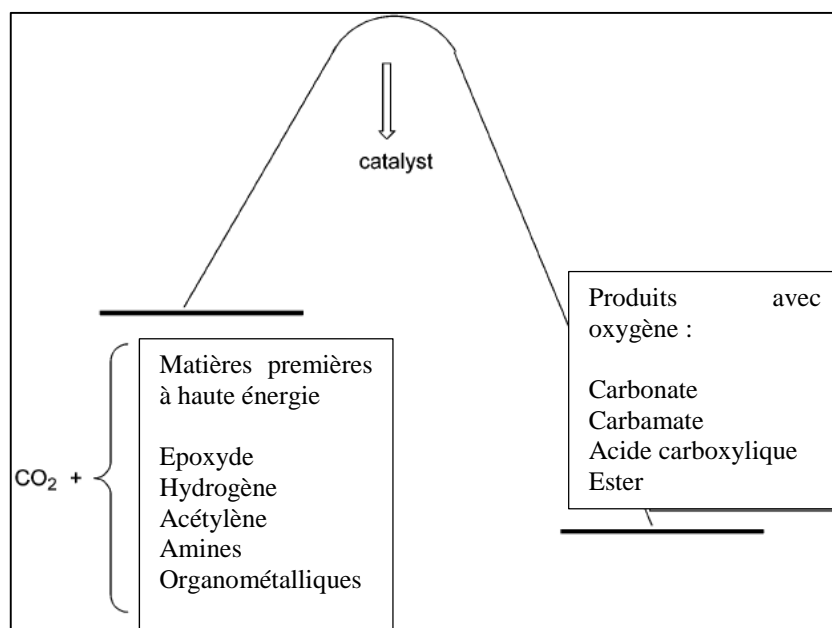 catalyst
CO2 +
Matières premières
à haute énergie
Epoxyde
Hydrogène
Acétylène
Amines
Organométalliques
Produits avec
oxygène :
Carbonate
Carbamate
Acide carboxylique
Ester